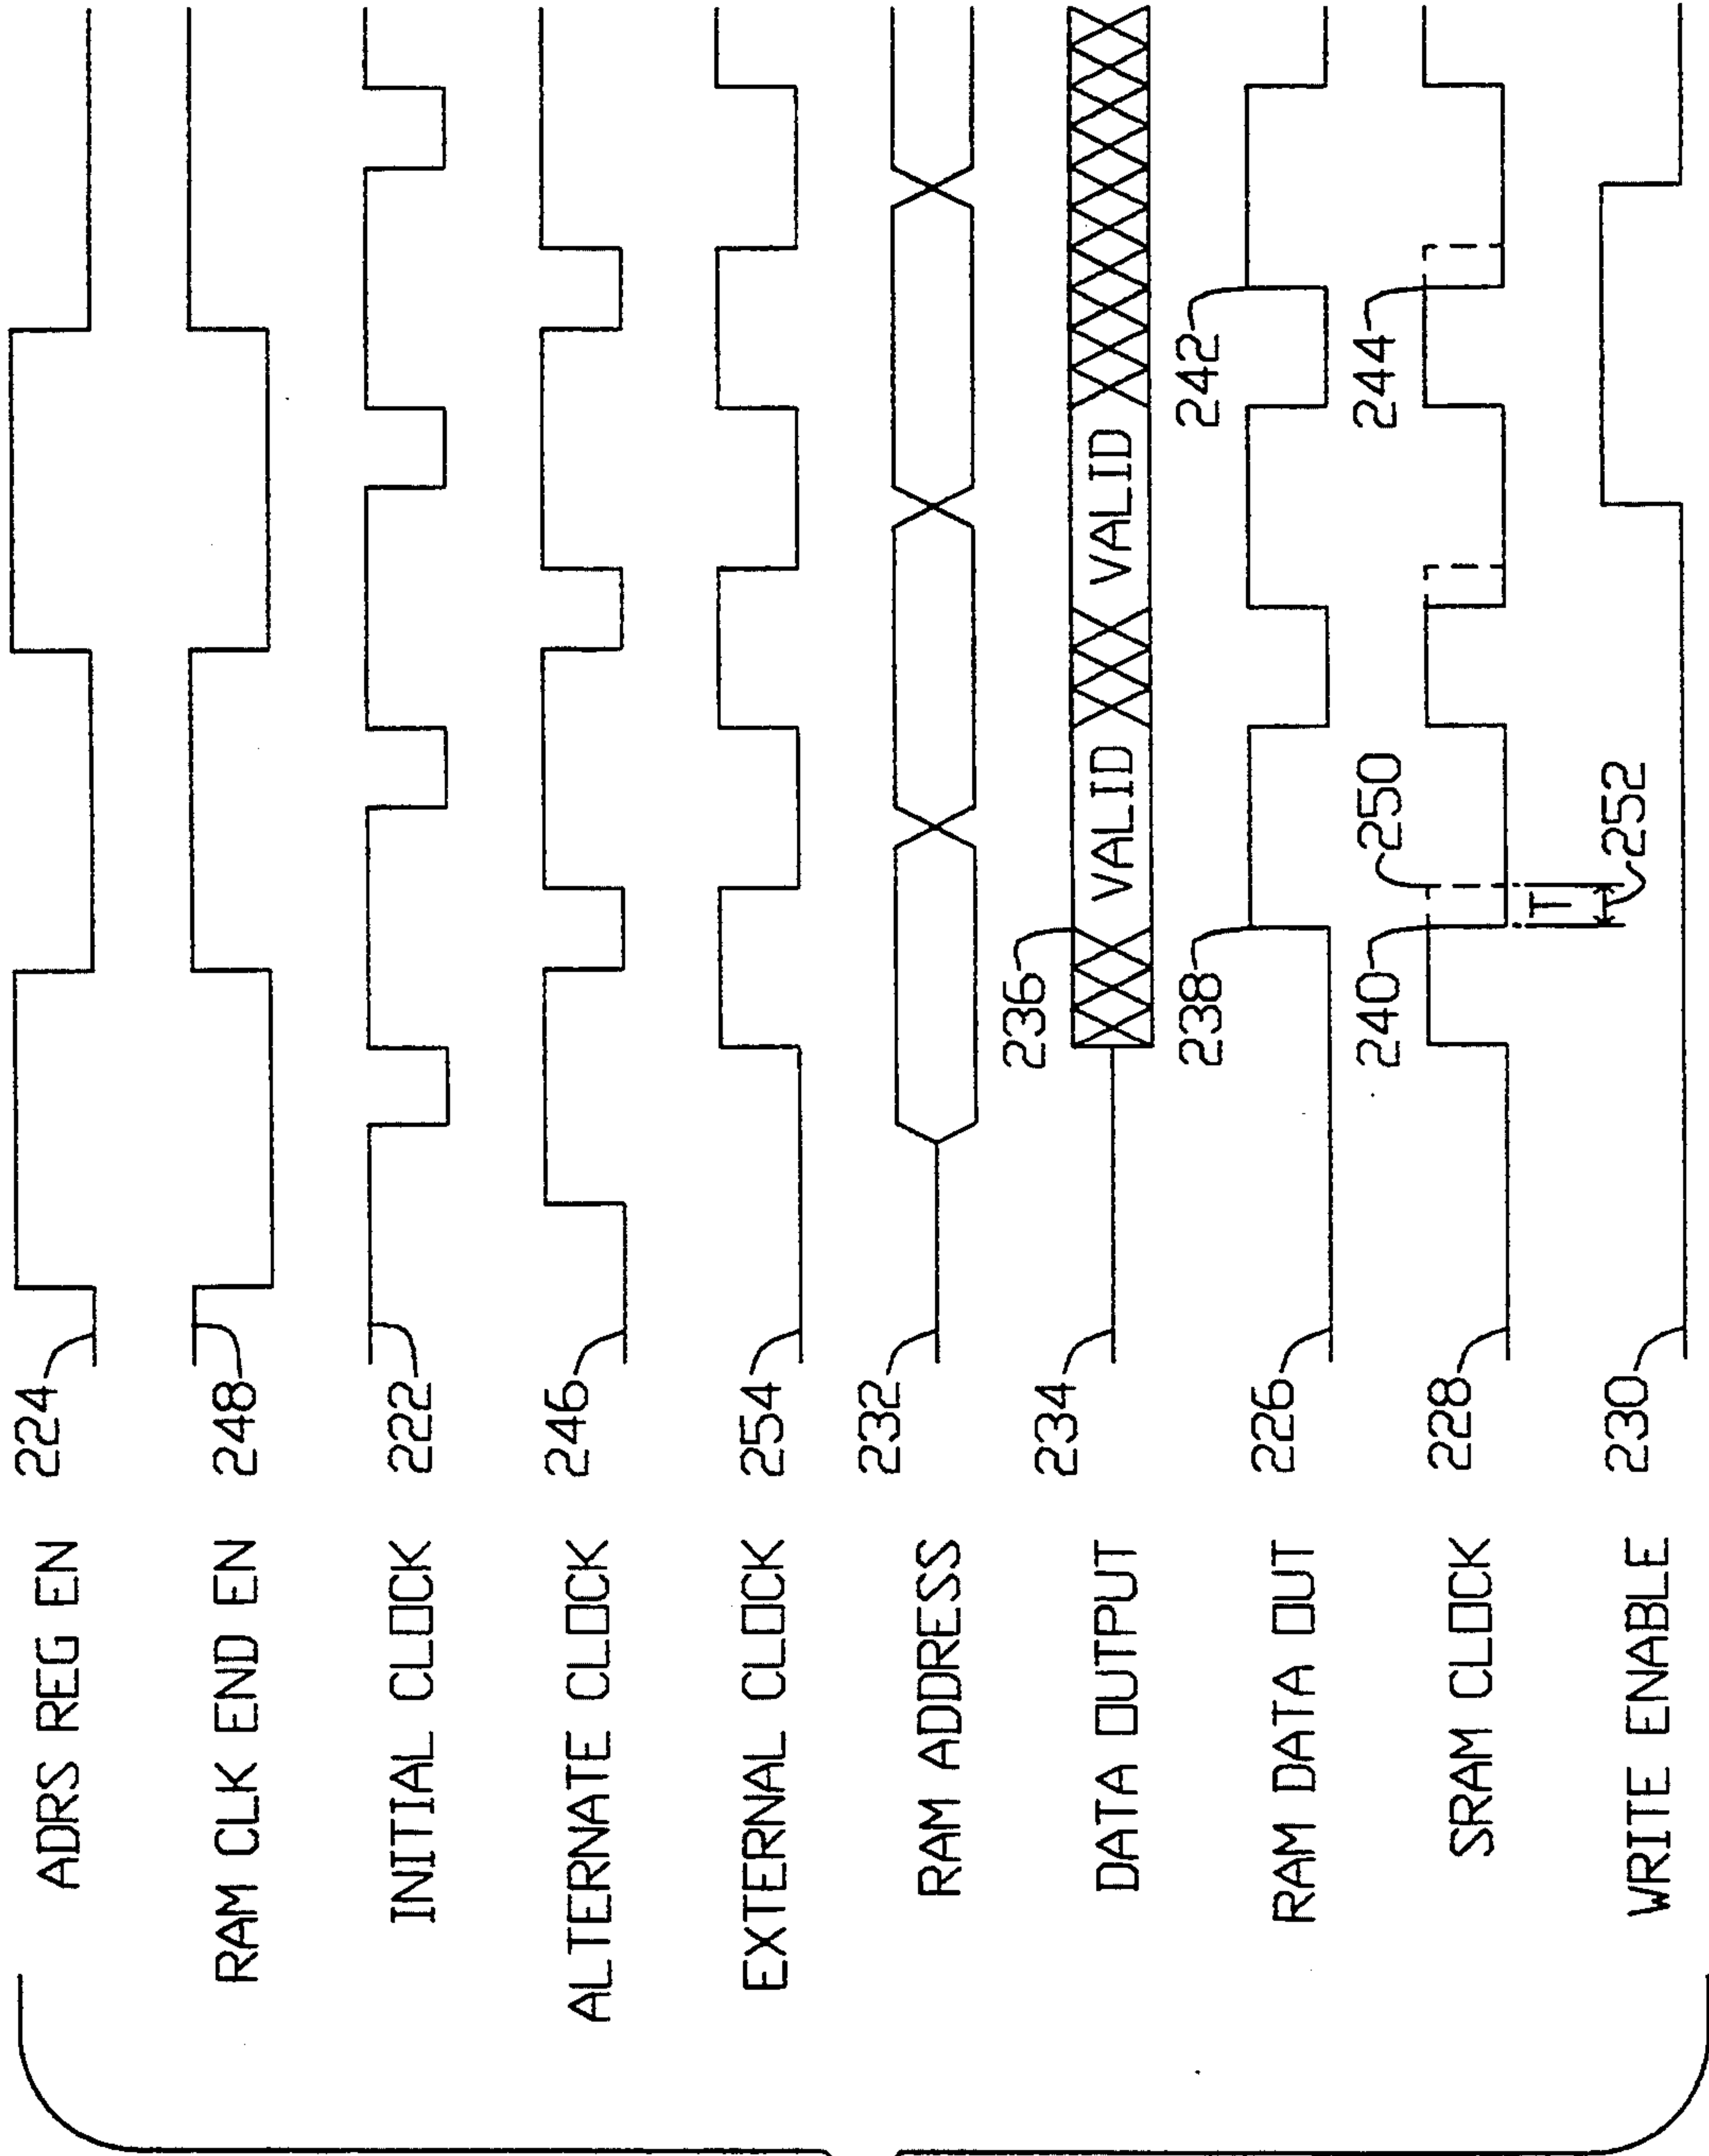 ADRS REG EN 224
RAM CLK END EN 248
INITIAL CLOCK 222
ALTERNATE CLOCK 246
EXTERNAL CLOCK 254
RAM ADDRESS 232
DATA OUTPUT 234
236
VALID
VALID
RAM DATA OUT 226
238
242
SRAM CLOCK 228
240
250
244
T
252
WRITE ENABLE 230